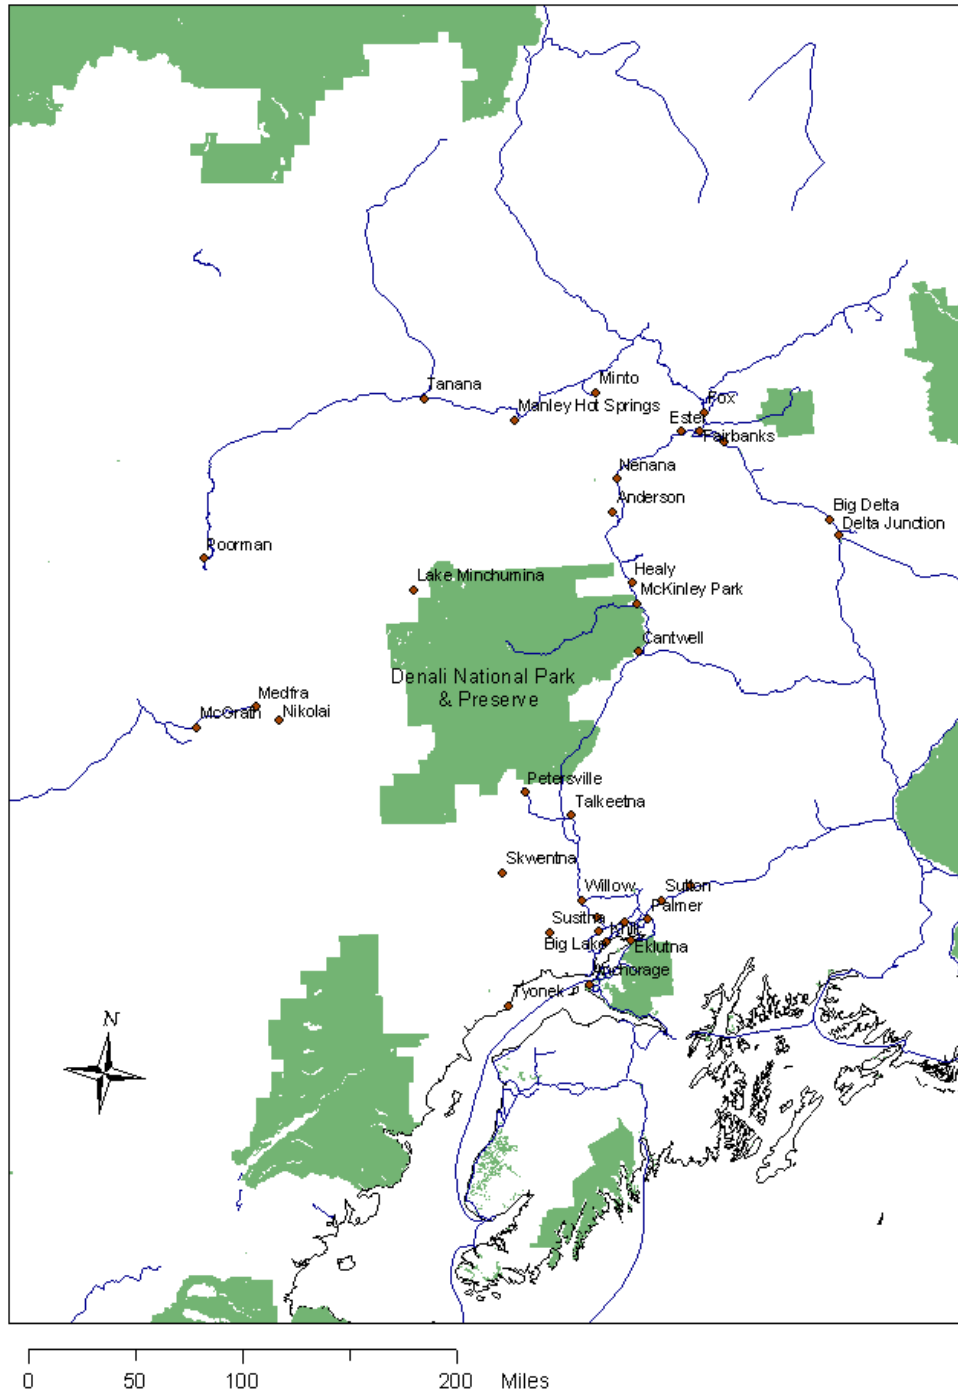 Tanana
Minto
Manley Hot Springs
Fox
Ester
Fairbanks
Nenana
Anderson
Big Delta
Delta Junction
Poorman
Lake Minchumina
Healy
McKinley Park
Cantwell
Denali National Park
& Preserve
Medfra
McGrath
Nikolai
Petersville
Talkeetna
Skwentna
Willow
Sutton
Palmer
Susitna
Knik
Big Lake
Eklutna
Anchorage
Tyonek
N
0 50 100 200 Miles